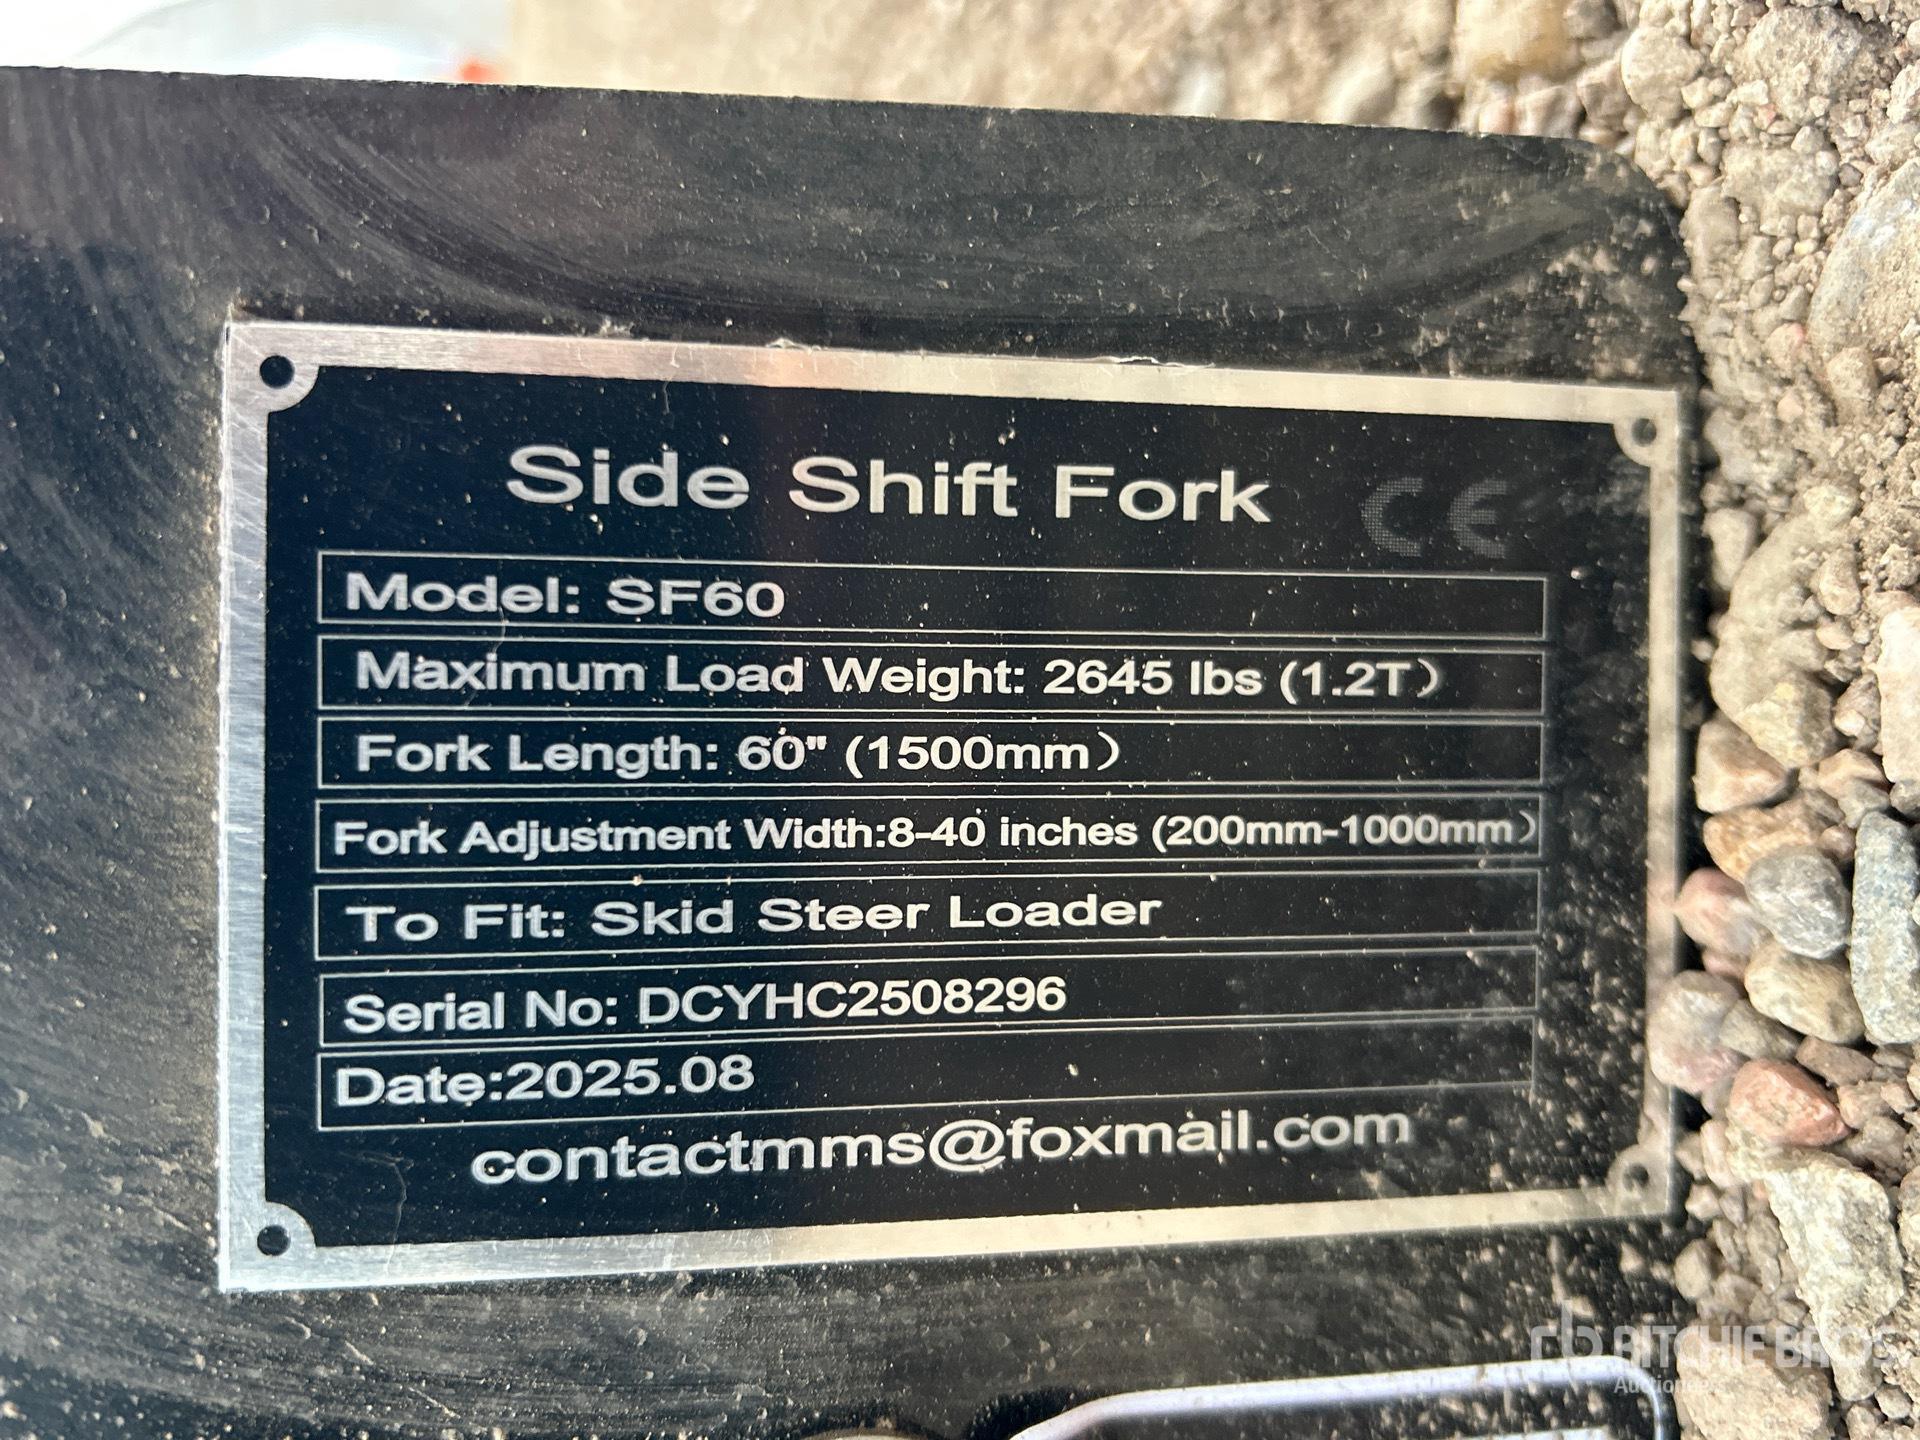 Side Shift Fork CE
Model: SF60
Maximum Load Weight: 2645 lbs (1.2T)
Fork Length: 60" (1500mm)
Fork Adjustment Width:8-40 inches (200mm-1000mm)
To Fit: Skid Steer Loader
Serial No: DCYHC2508296
Date:2025.08
contactmms@foxmail.com
rb RITCHIE BROS.
Auctioneers